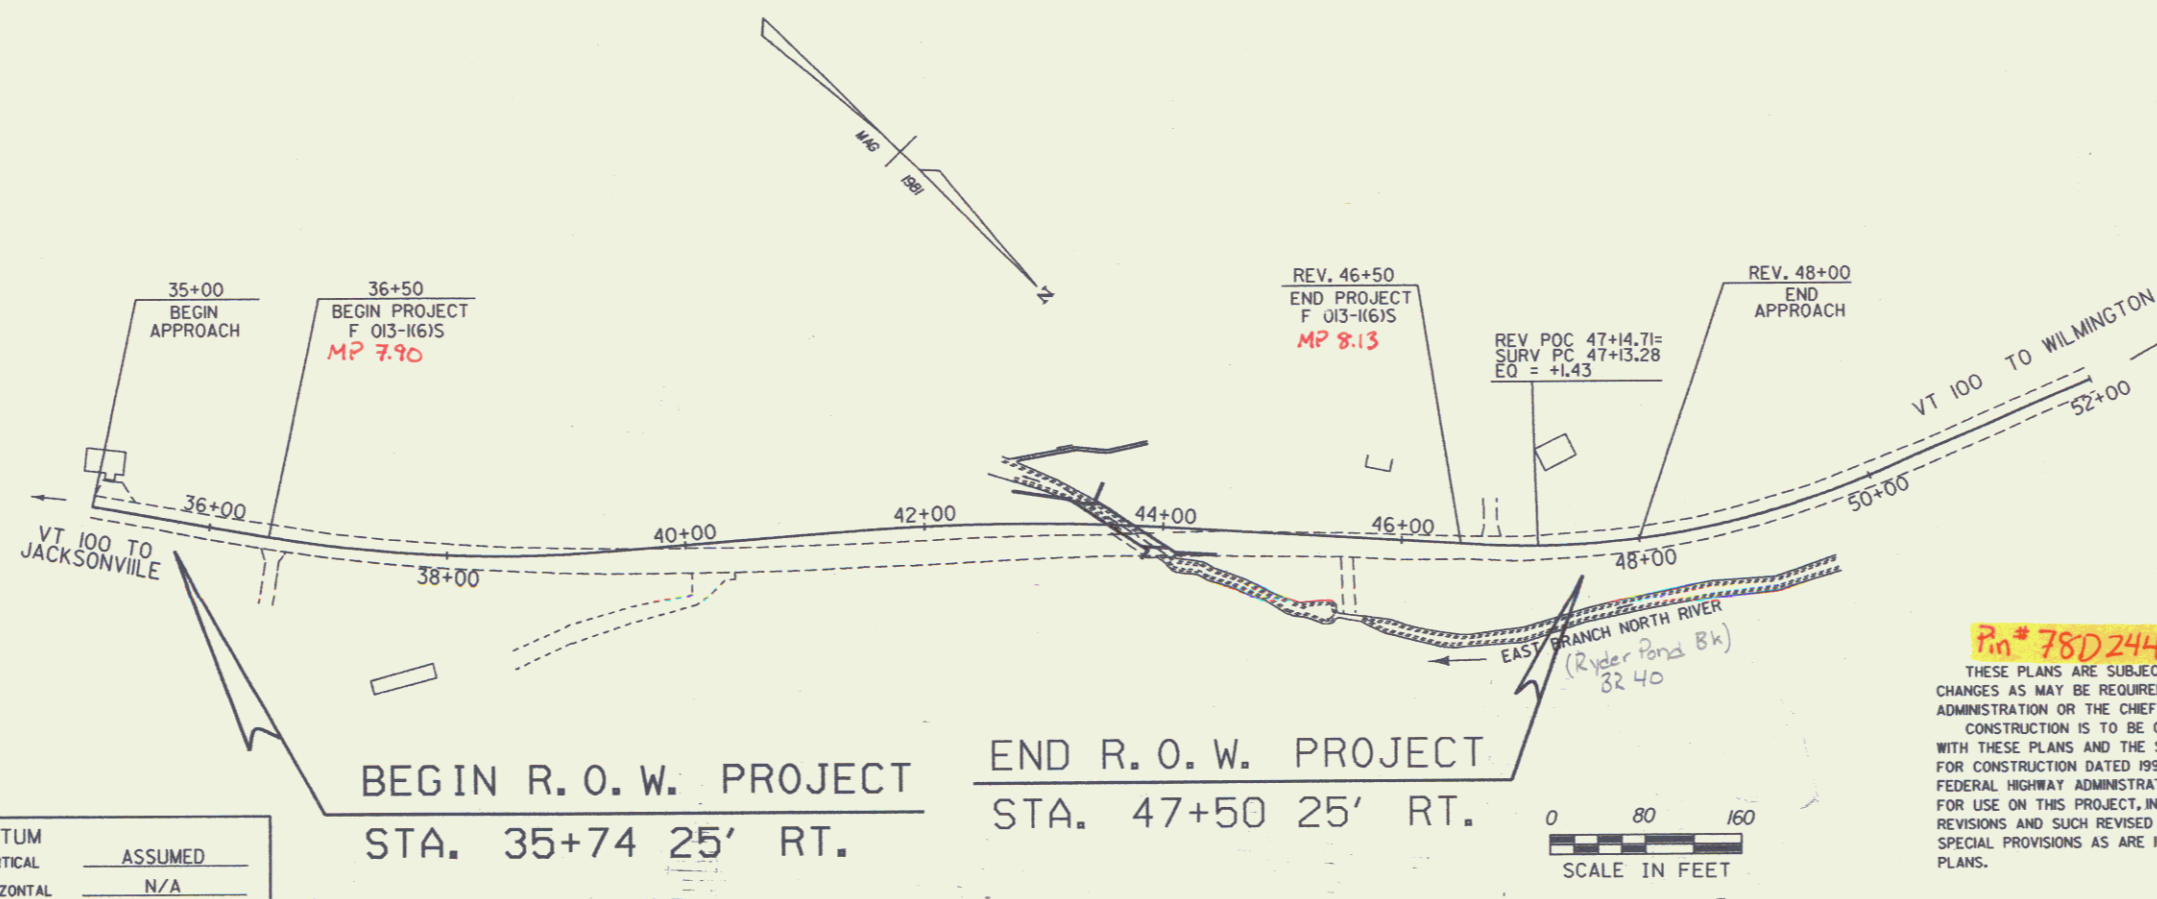 MAG
1981
N
35+00
BEGIN
APPROACH
36+50
BEGIN PROJECT
F 013-1(6)S
MP 7.90
REV. 46+50
END PROJECT
F 013-1(6)S
MP 8.13
REV POC 47+14.71=
SURV PC 47+13.28
EQ = +1.43
REV. 48+00
END
APPROACH
VT 100 TO WILMINGTON
52+00
50+00
48+00
46+00
44+00
42+00
40+00
38+00
36+00
VT 100 TO
JACKSONVIILE
EAST BRANCH NORTH RIVER
(Ryder Pond Bk)
40
BEGIN R.O.W. PROJECT
STA. 35+74 25' RT.
END R.O.W. PROJECT
STA. 47+50 25' RT.
0 80 160
SCALE IN FEET
Pin# 78D244
THESE PLANS ARE SUBJEC
CHANGES AS MAY BE REQUIRE
ADMINISTRATION OR THE CHIEF
CONSTRUCTION IS TO BE
WITH THESE PLANS AND THE
FOR CONSTRUCTION DATED 199
FEDERAL HIGHWAY ADMINISTRAT
FOR USE ON THIS PROJECT, IN
REVISIONS AND SUCH REVISED
SPECIAL PROVISIONS AS ARE
PLANS.
TUM
TICAL ASSUMED
ZONTAL N/A